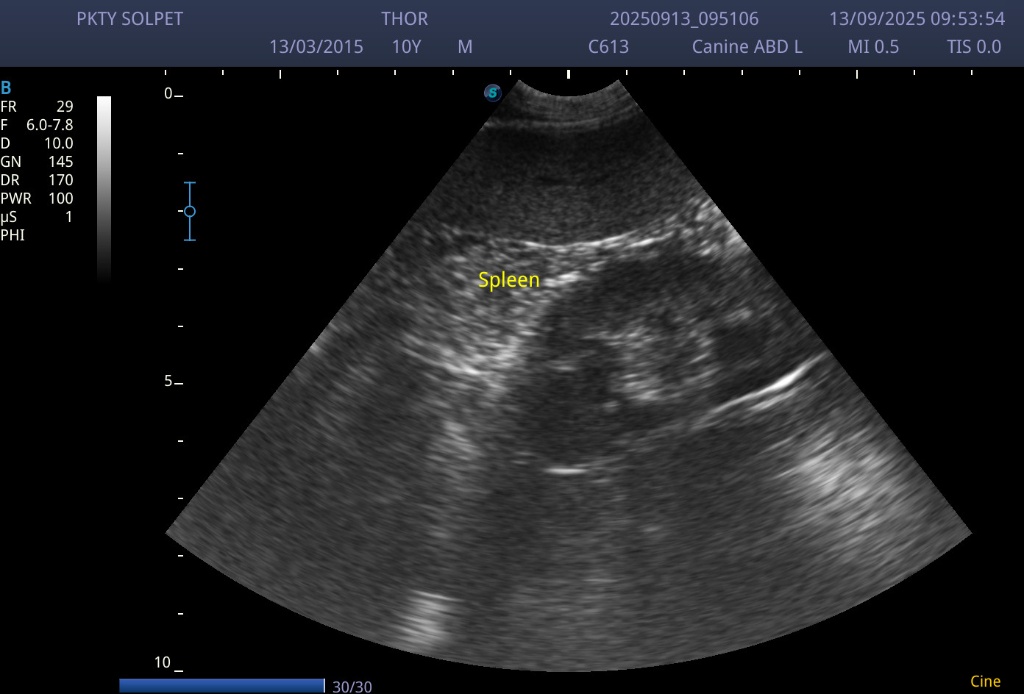 PKTY SOLPET THOR 20250913_095106 13/09/2025 09:53:54
13/03/2015 10Y M C613 Canine ABD L MI 0.5 TIS 0.0
B
FR 29
F 6.0-7.8
D 10.0
GN 145
DR 170
PWR 100
µS 1
PHI
0
S
Spleen
5
10
30/30
Cine